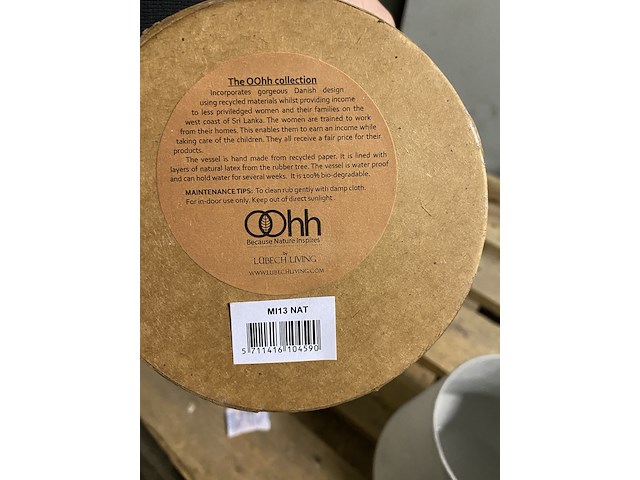 The OOhh collection
Incorporates gorgeous Danish design
using recycled materials whilst providing income
to less priviledged women and their families on the
west coast of Sri Lanka. The women are trained to work
from their homes. This enables them to earn an income while
taking care of the children. They all receive a fair price for their
products.
The vessel is hand made from recycled paper. It is lined with
layers of natural latex from the rubber tree. The vessel is water proof
and can hold water for several weeks. It is 100% bio-degradable.
MAINTENANCE TIPS: To clean rub gently with damp cloth.
For in-door use only. Keep out of direct sunlight.
OOhh
Because Nature Inspires
by
LÜBECH LIVING
WWW.LUBECHLIVING.COM
MI13 NAT
5 711416 104590